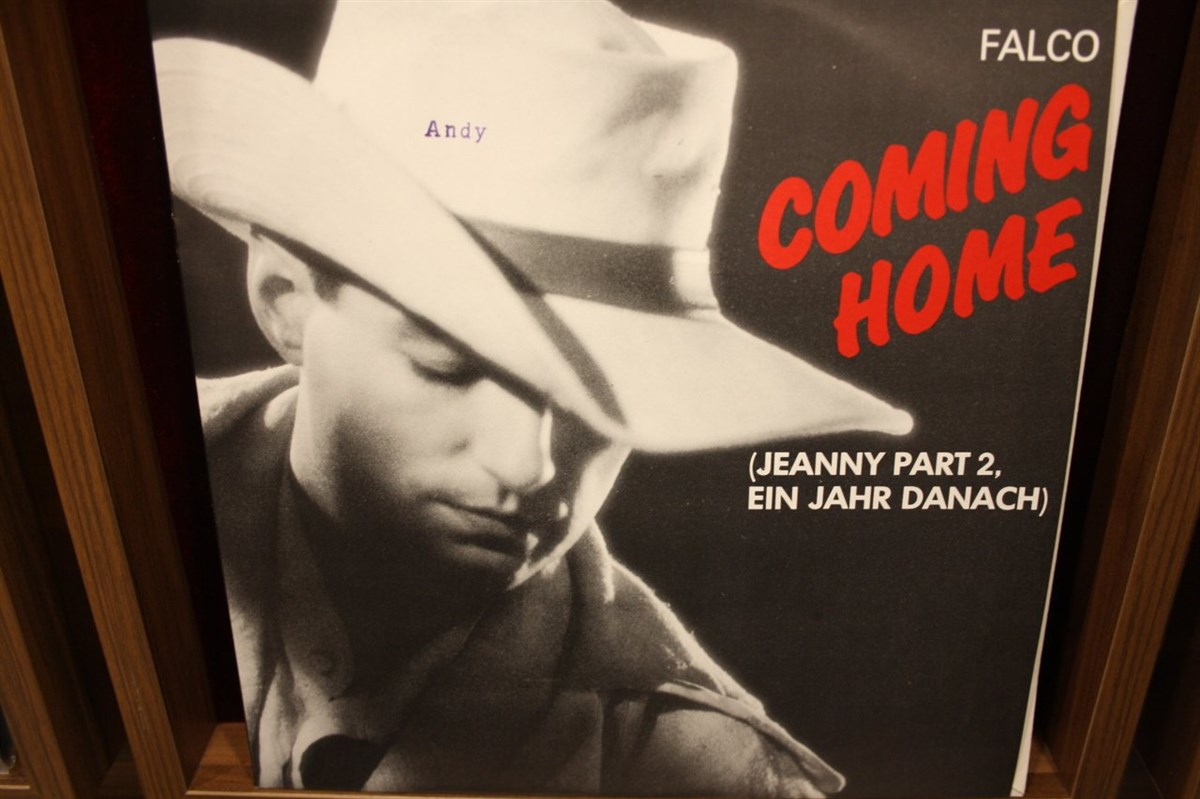 FALCO
Andy
COMING
HOME
(JEANNY PART 2,
EIN JAHR DANACH)